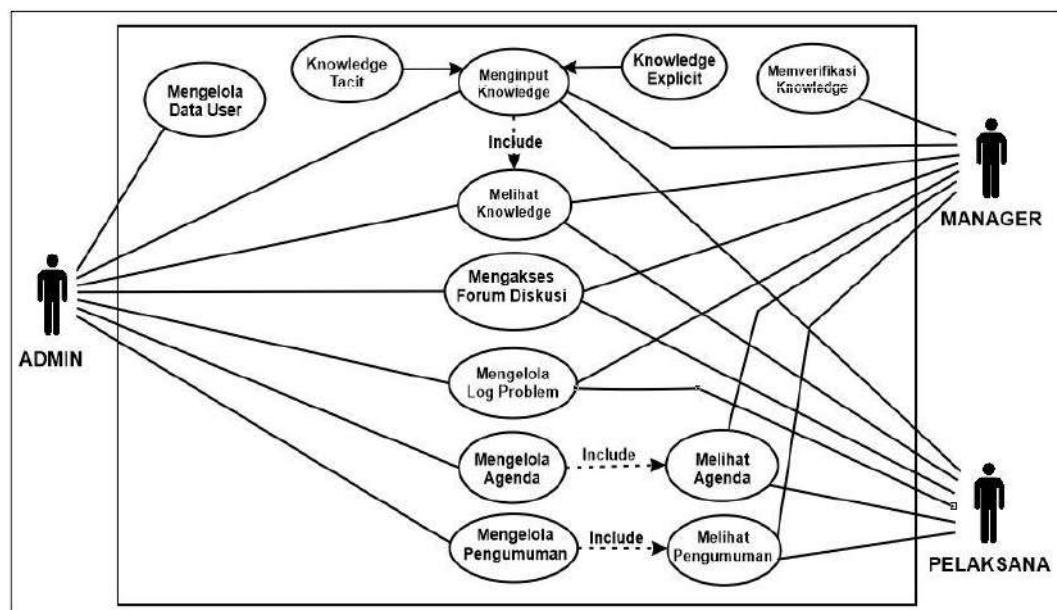 Mengelola
Data User
Knowledge
Tacit
Menginput
Knowledge
Knowledge
Explicit
Memverifikasi
Knowledge
Include
Melihat
Knowledge
MANAGER
Mengakses
Forum Diskusi
ADMIN
Mengelola
Log Problem
Mengelola
Agenda
Include
Melihat
Agenda
Mengelola
Pengumuman
Include
Melihat
Pengumuman
PELAKSANA